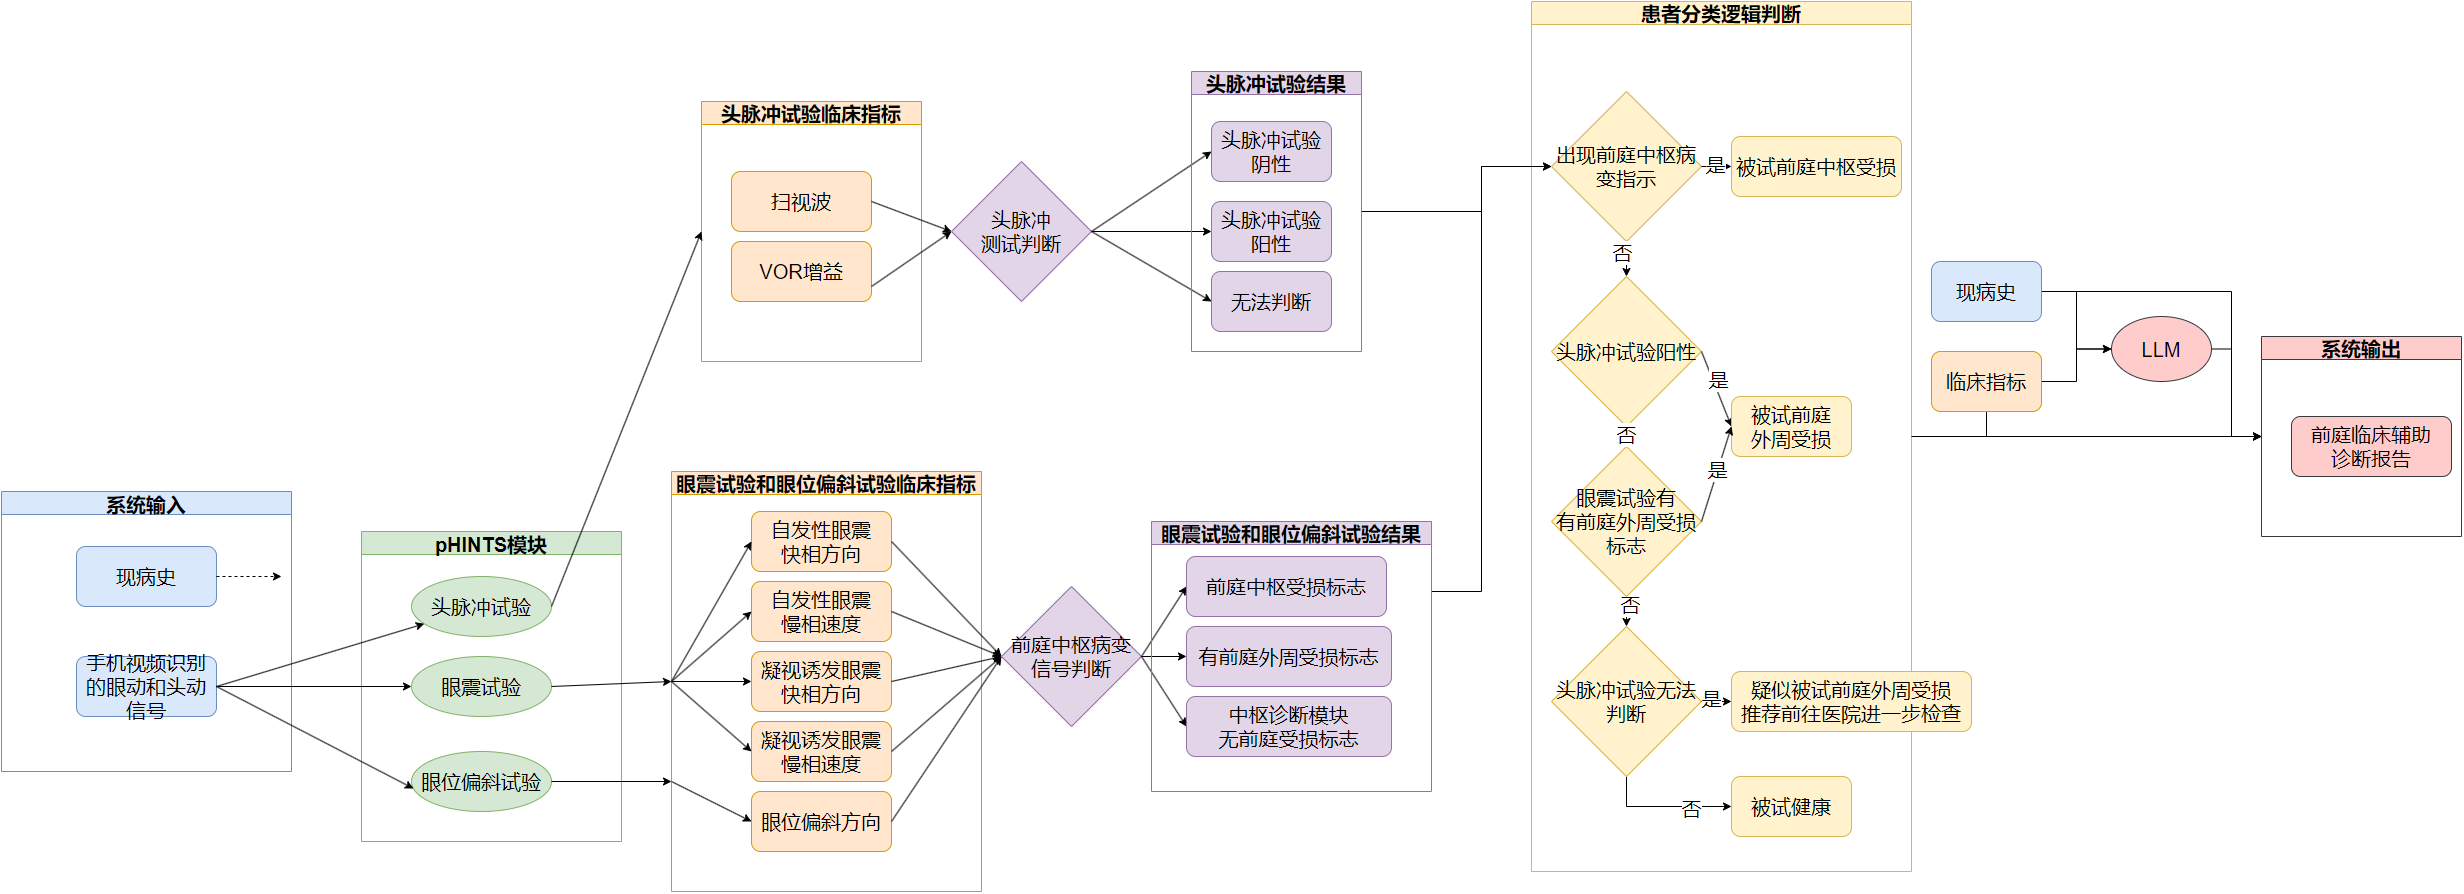 系统输入
现病史
手机视频识别
的眼动和头动
信号
pHINTS模块
头脉冲试验
眼震试验
眼位偏斜试验
头脉冲试验临床指标
扫视波
VOR增益
头脉冲
测试判断
头脉冲试验结果
头脉冲试验
阴性
头脉冲试验
阳性
无法判断
眼震试验和眼位偏斜试验临床指标
自发性眼震
快相方向
自发性眼震
慢相速度
凝视诱发眼震
快相方向
凝视诱发眼震
慢相速度
眼位偏斜方向
前庭中枢病变
信号判断
眼震试验和眼位偏斜试验结果
前庭中枢受损标志
有前庭外周受损标志
中枢诊断模块
无前庭受损标志
患者分类逻辑判断
出现前庭中枢病
变指示
是
被试前庭中枢受损
否
头脉冲试验阳性
是
被试前庭
外周受损
否
眼震试验有
有前庭外周受损
标志
是
否
头脉冲试验无法
判断
是
疑似被试前庭外周受损
推荐前往医院进一步检查
否
被试健康
现病史
临床指标
LLM
系统输出
前庭临床辅助
诊断报告